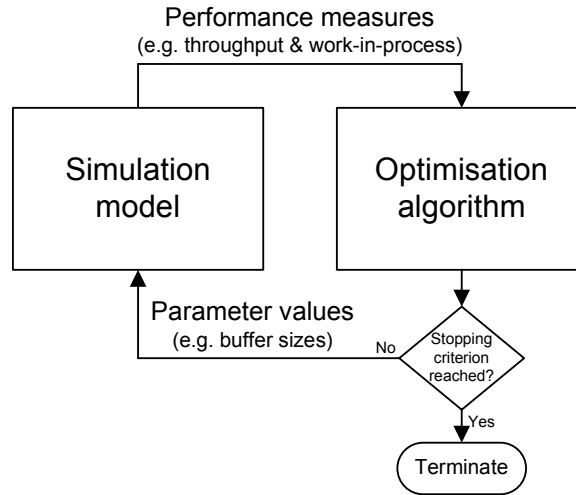 Performance measures
(e.g. throughput & work-in-process)
Simulation
model
Optimisation
algorithm
Parameter values
(e.g. buffer sizes)
No
Stopping
criterion
reached?
Yes
Terminate